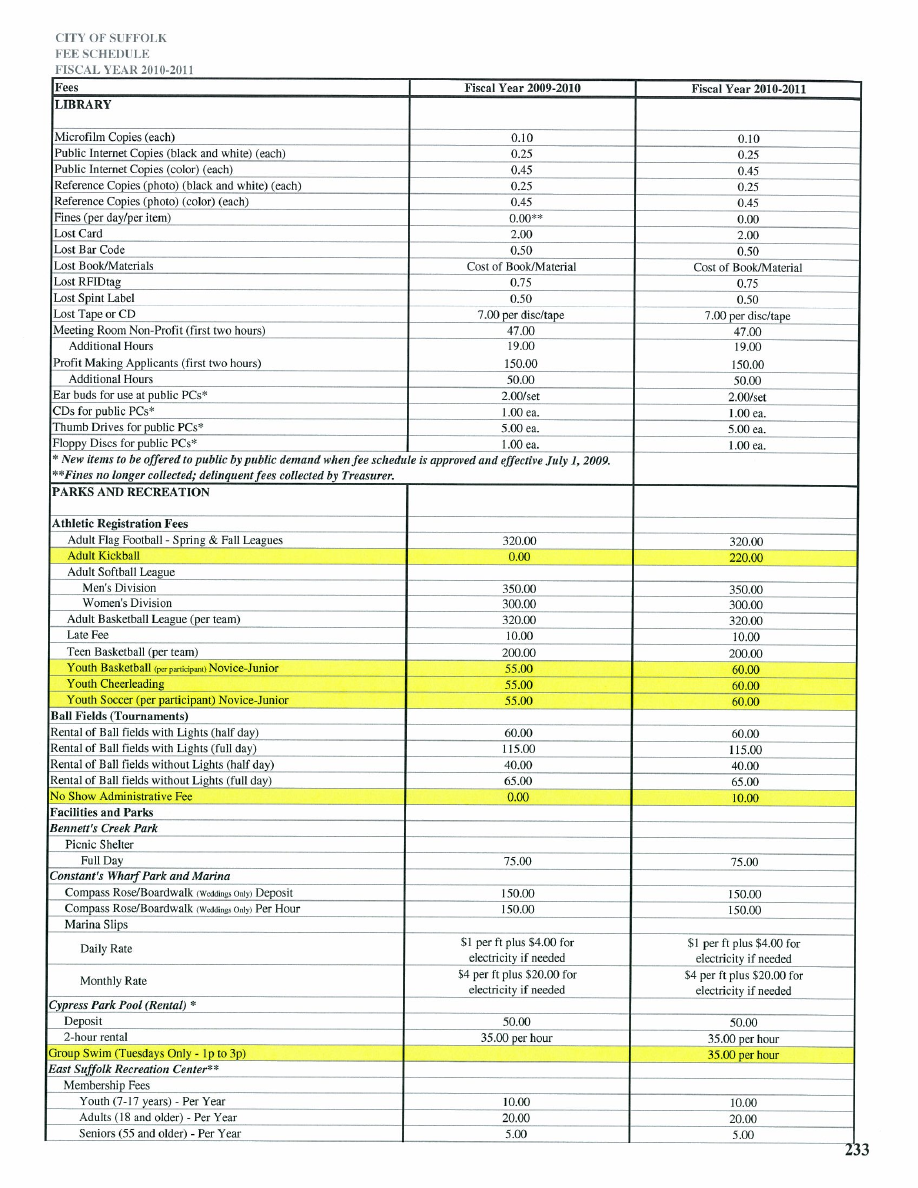 CITY OF SUFFOLK
FEE SCHEDULE
FISCAL YEAR 2010-2011
Fees Fiscal Year 2009-2010 Fiscal Year 2010-2011
LIBRARY
Microfilm Copies (each) 0.10 0.10
Public Internet Copies (black and white) (each) 0.25 0.25
Public Internet Copies (color) (each) 0.45 0.45
Reference Copies (photo) (black and white) (each) 0.25 0.25
Reference Copies (photo) (color) (each) 0.45 0.45
Fines (per day/per item) 0.00** 0.00
Lost Card 2.00 2.00
Lost Bar Code 0.50 0.50
Lost Book/Materials Cost of Book/Material Cost of Book/Material
Lost RFIDtag 0.75 0.75
Lost Spint Label 0.50 0.50
Lost Tape or CD 7.00 per disc/tape 7.00 per disc/tape
Meeting Room Non-Profit (first two hours) 47.00 47.00
Additional Hours 19.00 19.00
Profit Making Applicants (first two hours) 150.00 150.00
Additional Hours 50.00 50.00
Ear buds for use at public PCs* 2.00/set 2.00/set
CDs for public PCs* 1.00 ea. 1.00 ea.
Thumb Drives for public PCs* 5.00 ea. 5.00 ea.
Floppy Discs for public PCs* 1.00 ea. 1.00 ea.
* New items to be offered to public by public demand when fee schedule is approved and effective July 1, 2009.
**Fines no longer collected; delinquent fees collected by Treasurer.
PARKS AND RECREATION
Athletic Registration Fees
Adult Flag Football - Spring & Fall Leagues 320.00 320.00
Adult Kickball 0.00 220.00
Adult Softball League
Men's Division 350.00 350.00
Women's Division 300.00 300.00
Adult Basketball League (per team) 320.00 320.00
Late Fee 10.00 10.00
Teen Basketball (per team) 200.00 200.00
Youth Basketball (per participant) Novice-Junior 55.00 60.00
Youth Cheerleading 55.00 60.00
Youth Soccer (per participant) Novice-Junior 55.00 60.00
Ball Fields (Tournaments)
Rental of Ball fields with Lights (half day) 60.00 60.00
Rental of Ball fields with Lights (full day) 115.00 115.00
Rental of Ball fields without Lights (half day) 40.00 40.00
Rental of Ball fields without Lights (full day) 65.00 65.00
No Show Administrative Fee 0.00 10.00
Facilities and Parks
Bennett's Creek Park
Picnic Shelter
Full Day 75.00 75.00
Constant's Wharf Park and Marina
Compass Rose/Boardwalk (Weddings Only) Deposit 150.00 150.00
Compass Rose/Boardwalk (Weddings Only) Per Hour 150.00 150.00
Marina Slips
Daily Rate $1 per ft plus $4.00 for electricity if needed $1 per ft plus $4.00 for electricity if needed
Monthly Rate $4 per ft plus $20.00 for electricity if needed $4 per ft plus $20.00 for electricity if needed
Cypress Park Pool (Rental) *
Deposit 50.00 50.00
2-hour rental 35.00 per hour 35.00 per hour
Group Swim (Tuesdays Only - 1p to 3p) 35.00 per hour
East Suffolk Recreation Center**
Membership Fees
Youth (7-17 years) - Per Year 10.00 10.00
Adults (18 and older) - Per Year 20.00 20.00
Seniors (55 and older) - Per Year 5.00 5.00
233